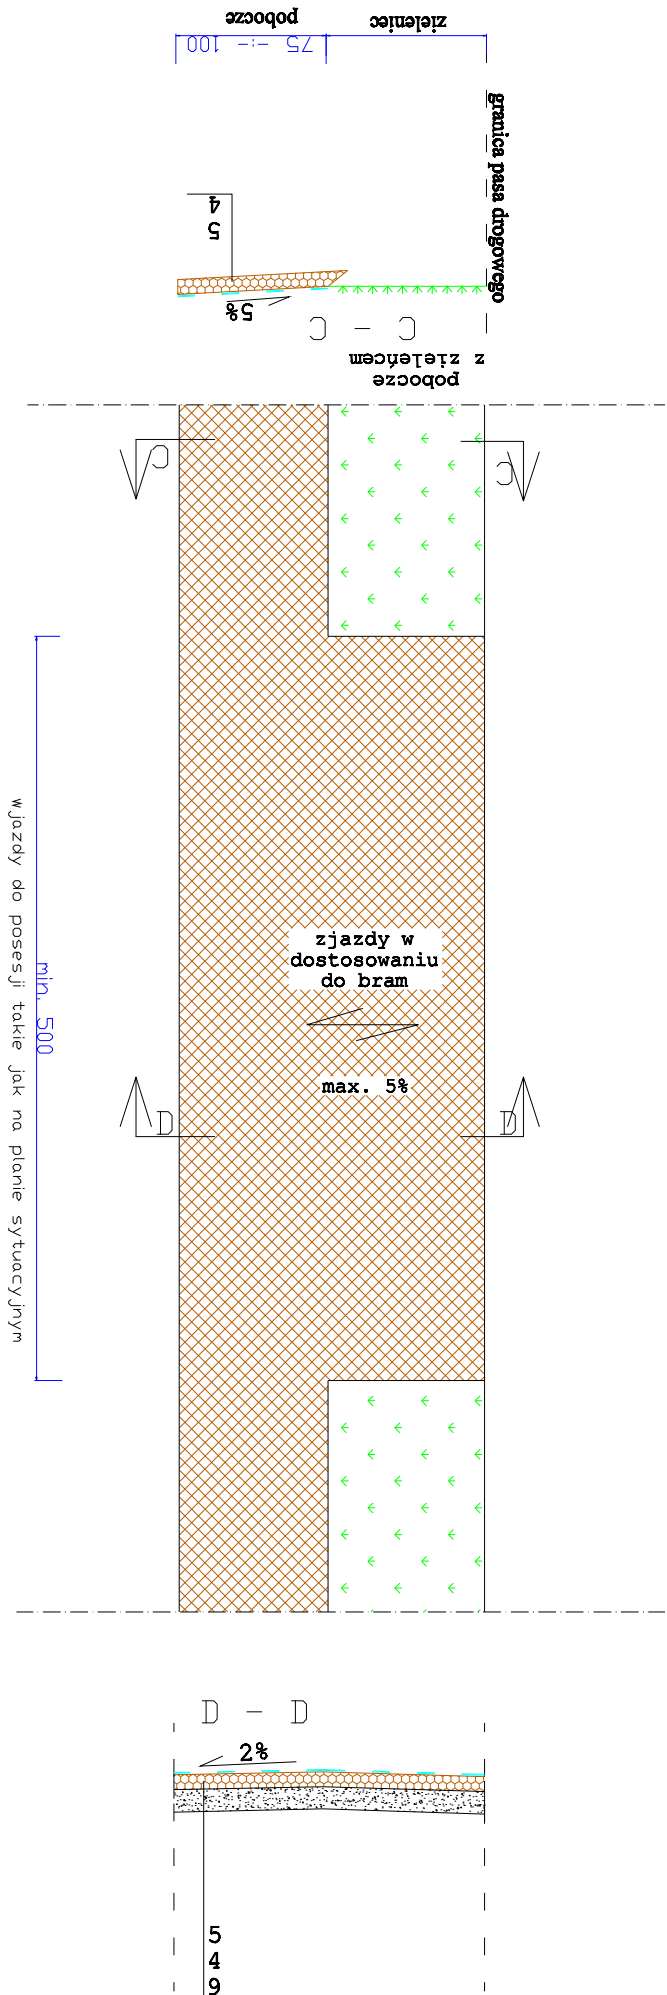 pobocze
zieleniec
75 -:- 100
granica pasa drogowego
4
5
5%
C - C
pobocze
z zieleńcem
C
C
zjazdy w
dostosowaniu
do bram
max. 5%
min. 500
wjazdy do posesji takie jak na planie sytuacyjnym
D
D
D - D
2%
5
4
9